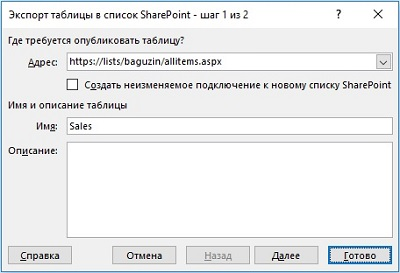 Экспорт таблицы в список SharePoint - шаг 1 из 2 ? ×
Где требуется опубликовать таблицу?
Адрес: https://lists/baguzin/allitems.aspx
Создать неизменяемое подключение к новому списку SharePoint
Имя и описание таблицы
Имя: Sales
Описание:
Справка Отмена Назад Далее Готово